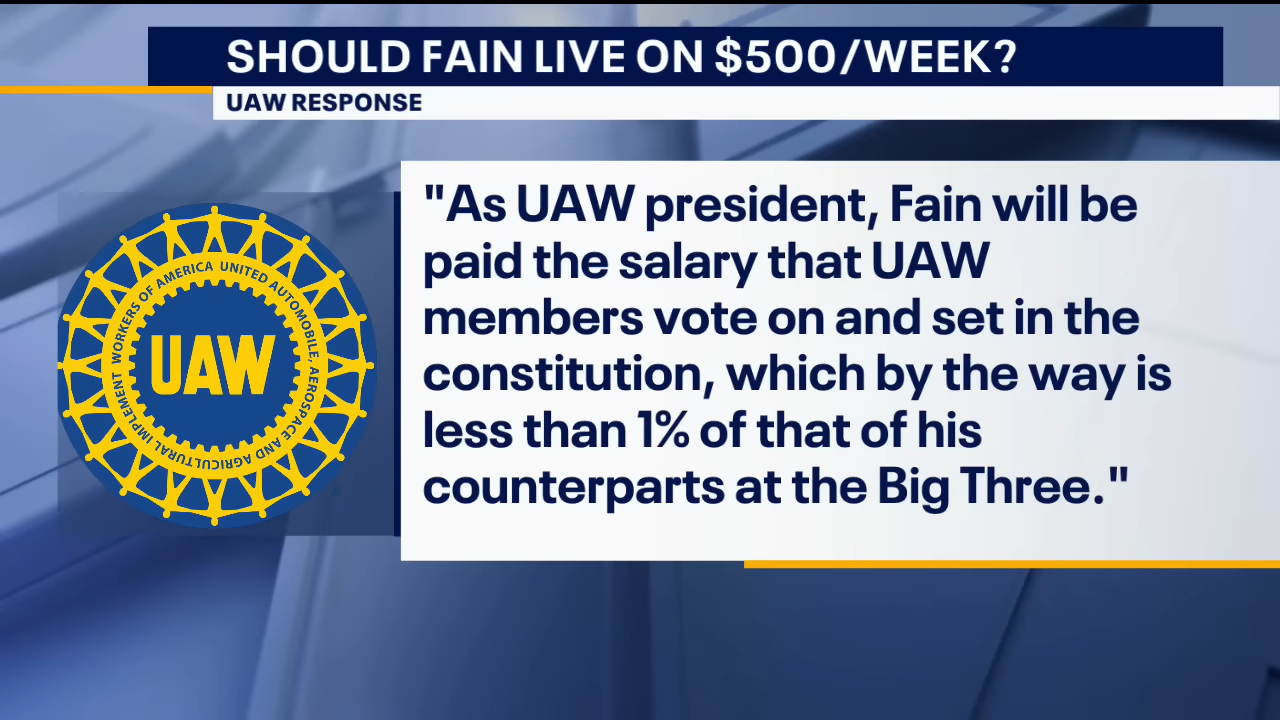 SHOULD FAIN LIVE ON $500/WEEK?
UAW RESPONSE
"As UAW president, Fain will be
paid the salary that UAW
members vote on and set in the
constitution, which by the way is
less than 1% of that of his
counterparts at the Big Three."
UNITED AUTOMOBILE, AEROSPACE AND AGRICULTURAL IMPLEMENT WORKERS OF AMERICA
UAW